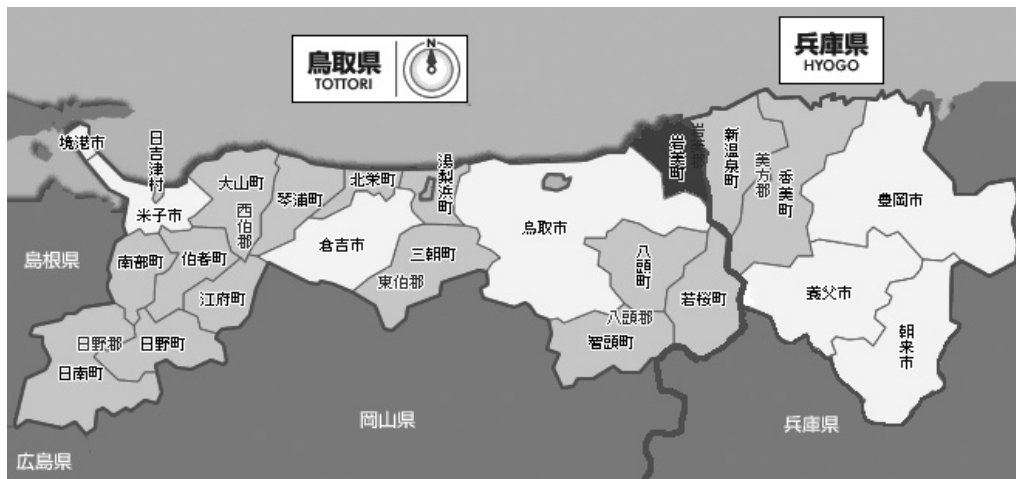 鳥取県
TOTTORI
N
兵庫県
HYOGO
境港市
日吉津村
米子市
大山町
西伯郡
琴浦町
北栄町
湯梨浜町
倉吉市
三朝町
東伯郡
鳥取市
岩美町
岩美郡
新温泉町
美方郡
香美町
豊岡市
島根県
南部町
伯耆町
江府町
日野郡
日野町
日南町
八頭町
若桜町
八頭郡
智頭町
養父市
朝来市
岡山県
兵庫県
広島県